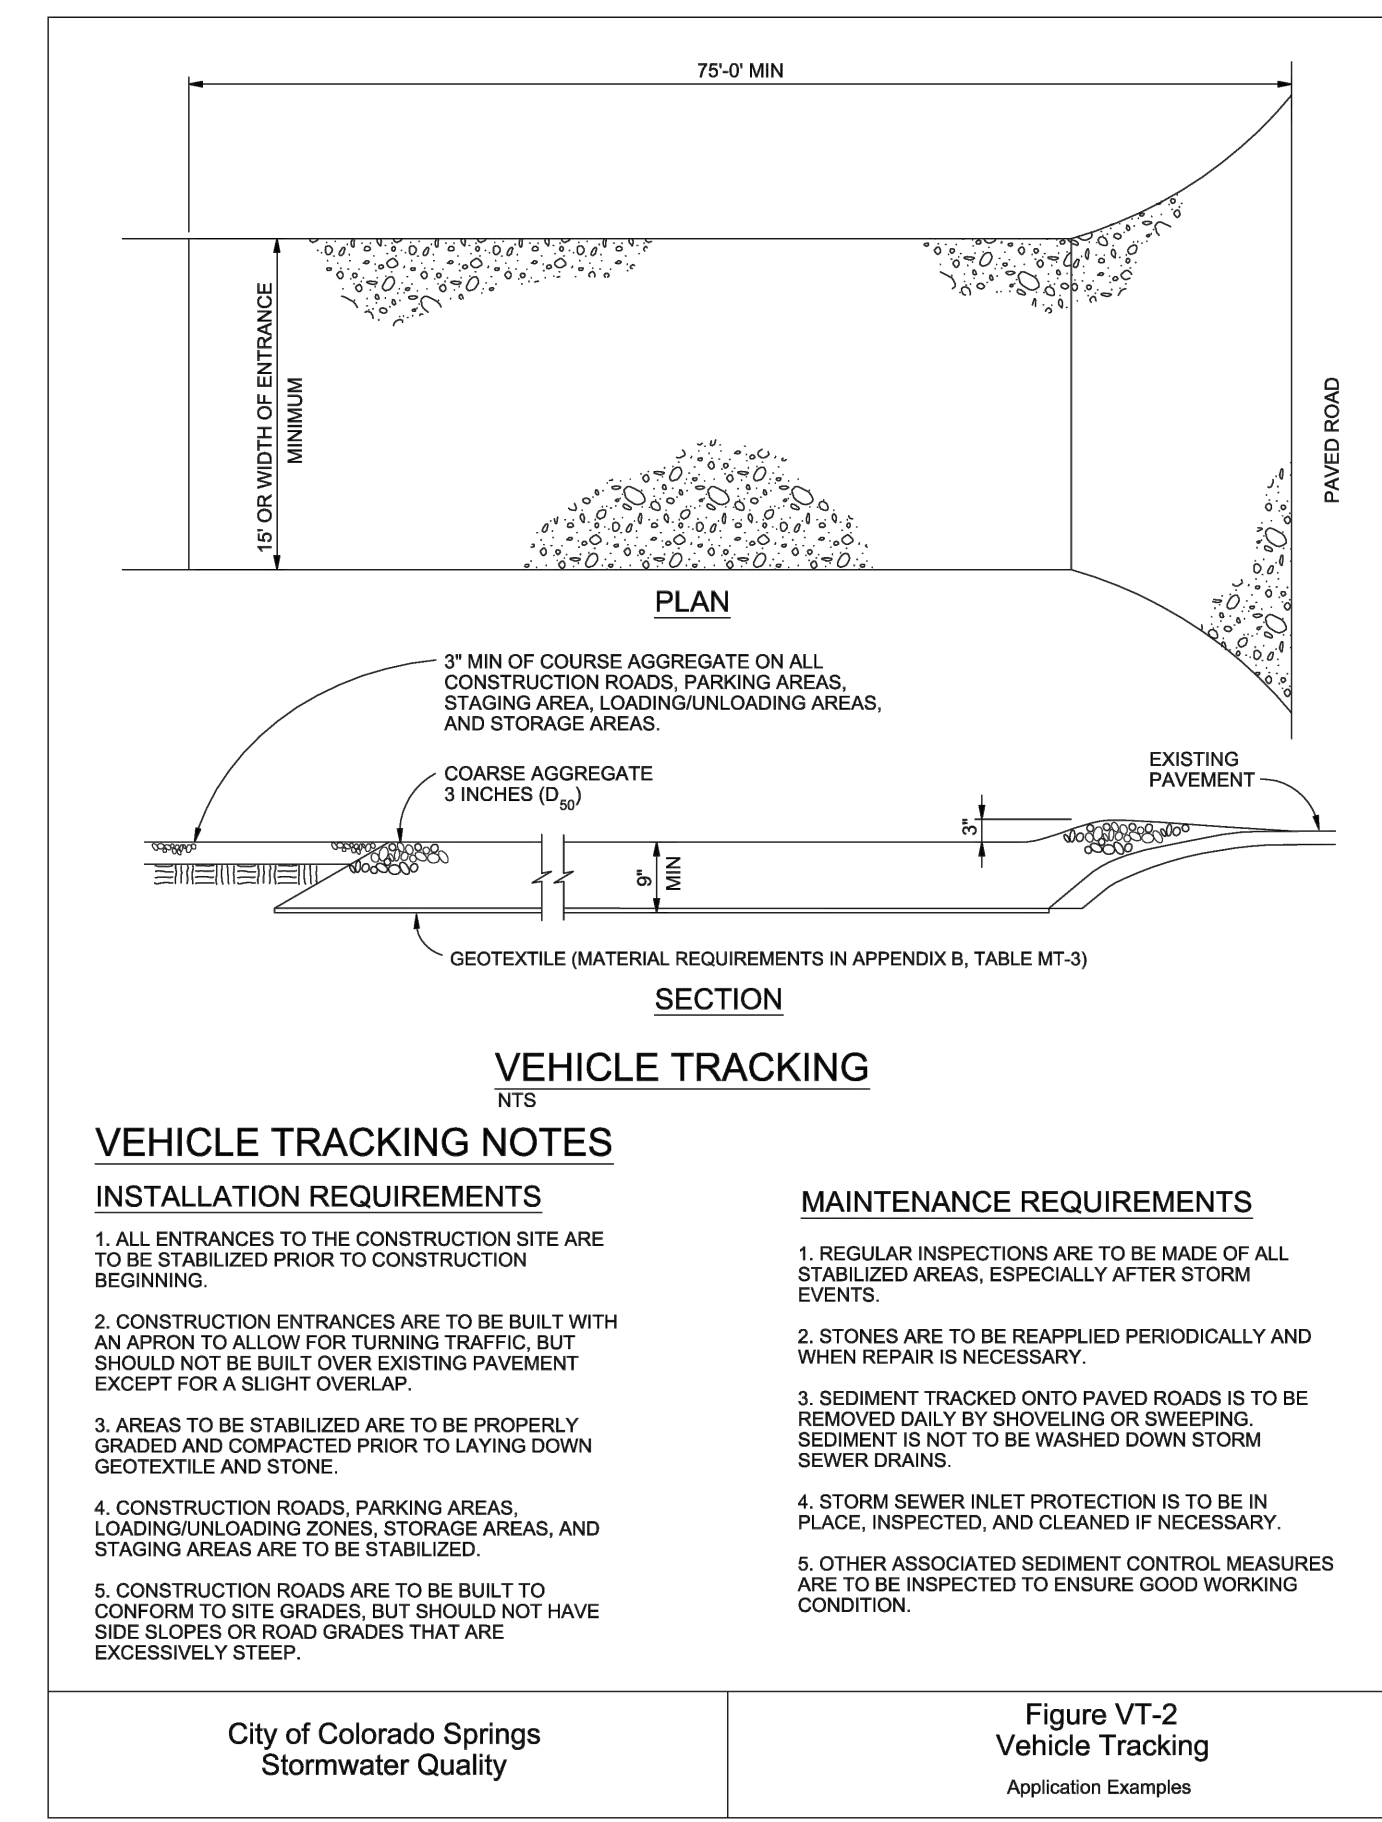 75'-0' MIN
15' OR WIDTH OF ENTRANCE
MINIMUM
PAVED ROAD
PLAN
3" MIN OF COURSE AGGREGATE ON ALL
CONSTRUCTION ROADS, PARKING AREAS,
STAGING AREA, LOADING/UNLOADING AREAS,
AND STORAGE AREAS.
COARSE AGGREGATE
3 INCHES (D50)
EXISTING
PAVEMENT
3"
9"
MIN
GEOTEXTILE (MATERIAL REQUIREMENTS IN APPENDIX B, TABLE MT-3)
SECTION
VEHICLE TRACKING
NTS
VEHICLE TRACKING NOTES
INSTALLATION REQUIREMENTS
1. ALL ENTRANCES TO THE CONSTRUCTION SITE ARE
TO BE STABILIZED PRIOR TO CONSTRUCTION
BEGINNING.
2. CONSTRUCTION ENTRANCES ARE TO BE BUILT WITH
AN APRON TO ALLOW FOR TURNING TRAFFIC, BUT
SHOULD NOT BE BUILT OVER EXISTING PAVEMENT
EXCEPT FOR A SLIGHT OVERLAP.
3. AREAS TO BE STABILIZED ARE TO BE PROPERLY
GRADED AND COMPACTED PRIOR TO LAYING DOWN
GEOTEXTILE AND STONE.
4. CONSTRUCTION ROADS, PARKING AREAS,
LOADING/UNLOADING ZONES, STORAGE AREAS, AND
STAGING AREAS ARE TO BE STABILIZED.
5. CONSTRUCTION ROADS ARE TO BE BUILT TO
CONFORM TO SITE GRADES, BUT SHOULD NOT HAVE
SIDE SLOPES OR ROAD GRADES THAT ARE
EXCESSIVELY STEEP.
MAINTENANCE REQUIREMENTS
1. REGULAR INSPECTIONS ARE TO BE MADE OF ALL
STABILIZED AREAS, ESPECIALLY AFTER STORM
EVENTS.
2. STONES ARE TO BE REAPPLIED PERIODICALLY AND
WHEN REPAIR IS NECESSARY.
3. SEDIMENT TRACKED ONTO PAVED ROADS IS TO BE
REMOVED DAILY BY SHOVELING OR SWEEPING.
SEDIMENT IS NOT TO BE WASHED DOWN STORM
SEWER DRAINS.
4. STORM SEWER INLET PROTECTION IS TO BE IN
PLACE, INSPECTED, AND CLEANED IF NECESSARY.
5. OTHER ASSOCIATED SEDIMENT CONTROL MEASURES
ARE TO BE INSPECTED TO ENSURE GOOD WORKING
CONDITION.
City of Colorado Springs
Stormwater Quality
Figure VT-2
Vehicle Tracking
Application Examples